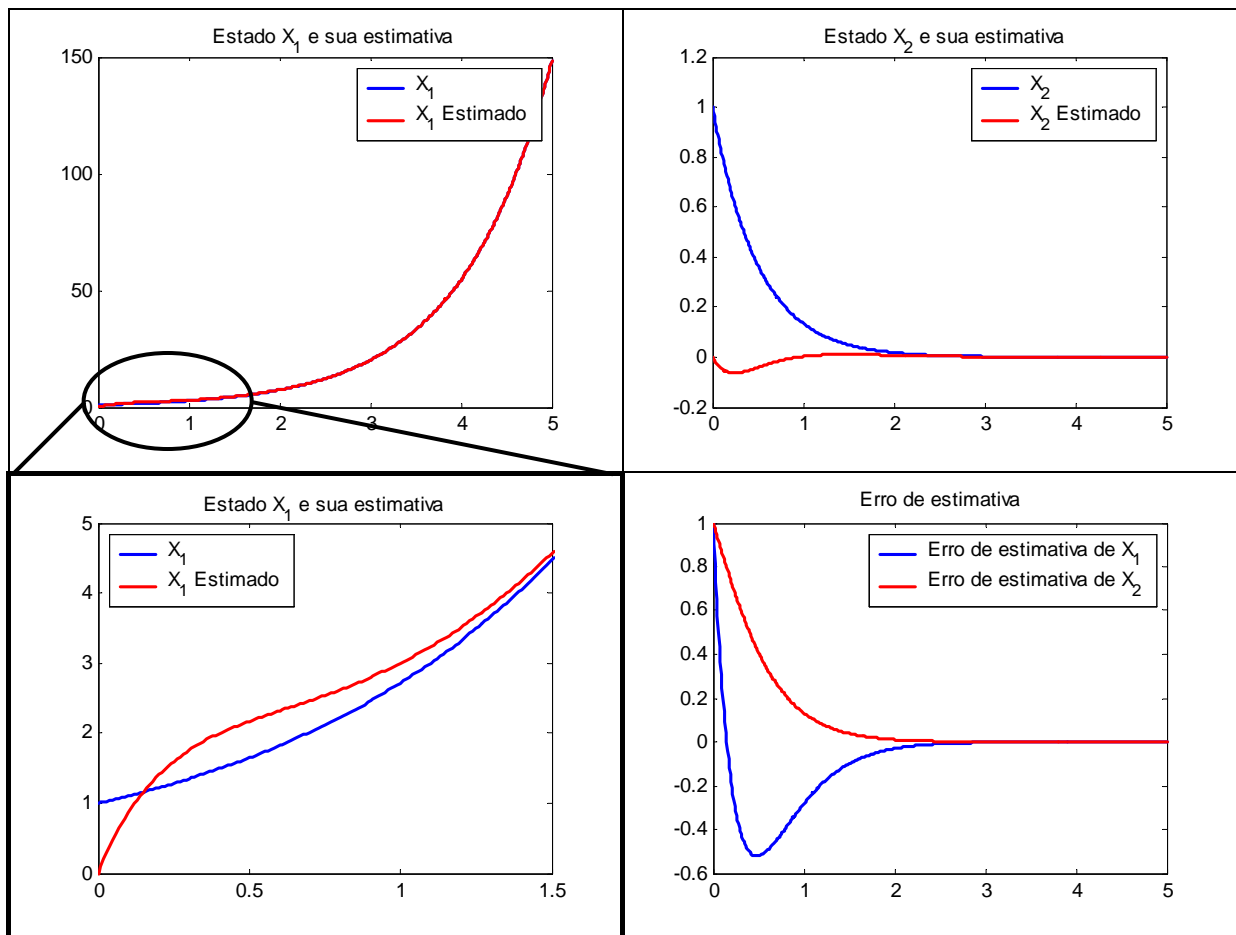 Estado X1 e sua estimativa
150
100
50
0
X1
X1 Estimado
0 1 2 3 4 5
Estado X2 e sua estimativa
1.2
1
0.8
0.6
0.4
0.2
0
-0.2
X2
X2 Estimado
0 1 2 3 4 5
Estado X1 e sua estimativa
5
4
3
2
1
0
X1
X1 Estimado
0 0.5 1 1.5
Erro de estimativa
1
0.8
0.6
0.4
0.2
0
-0.2
-0.4
-0.6
Erro de estimativa de X1
Erro de estimativa de X2
0 1 2 3 4 5